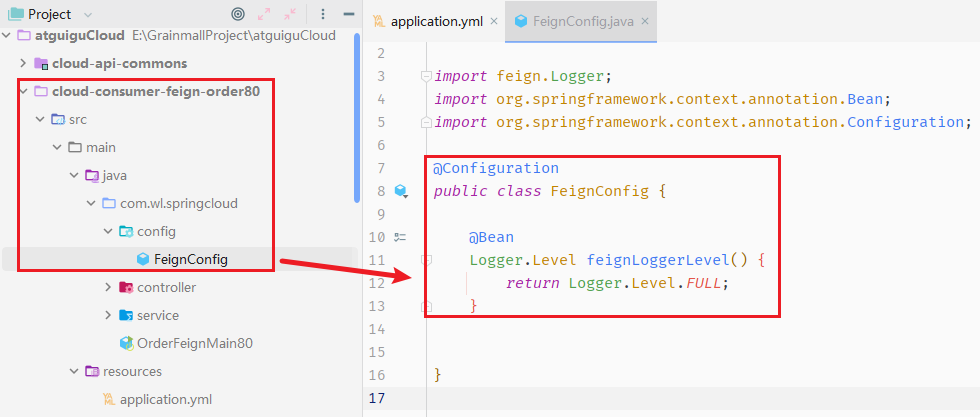 Project
atguiguCloud E:\GrainmallProject\atguiguCloud
cloud-api-commons
cloud-consumer-feign-order80
src
main
java
com.wl.springcloud
config
FeignConfig
controller
service
OrderFeignMain80
resources
application.yml
application.yml
FeignConfig.java
2
3 import feign.Logger;
4 import org.springframework.context.annotation.Bean;
5 import org.springframework.context.annotation.Configuration;
6
7 @Configuration
8 public class FeignConfig {
9
10 @Bean
11 Logger.Level feignLoggerLevel() {
12 return Logger.Level.FULL;
13 }
14
15
16 }
17